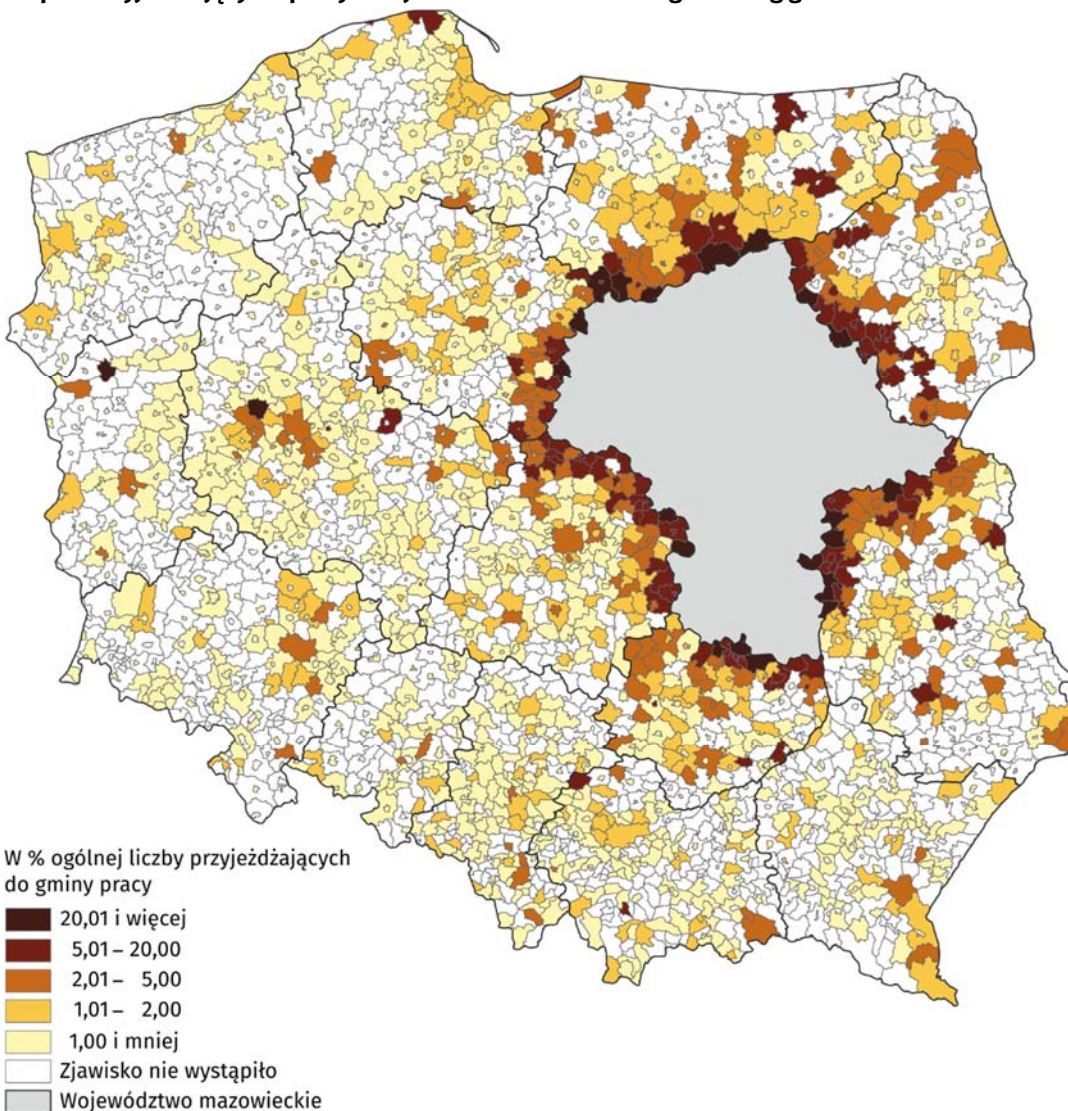 W % ogólnej liczby przyjeżdżających
do gminy pracy
20,01 i więcej
5,01 – 20,00
2,01 – 5,00
1,01 – 2,00
1,00 i mniej
Zjawisko nie wystąpiło
Województwo mazowieckie